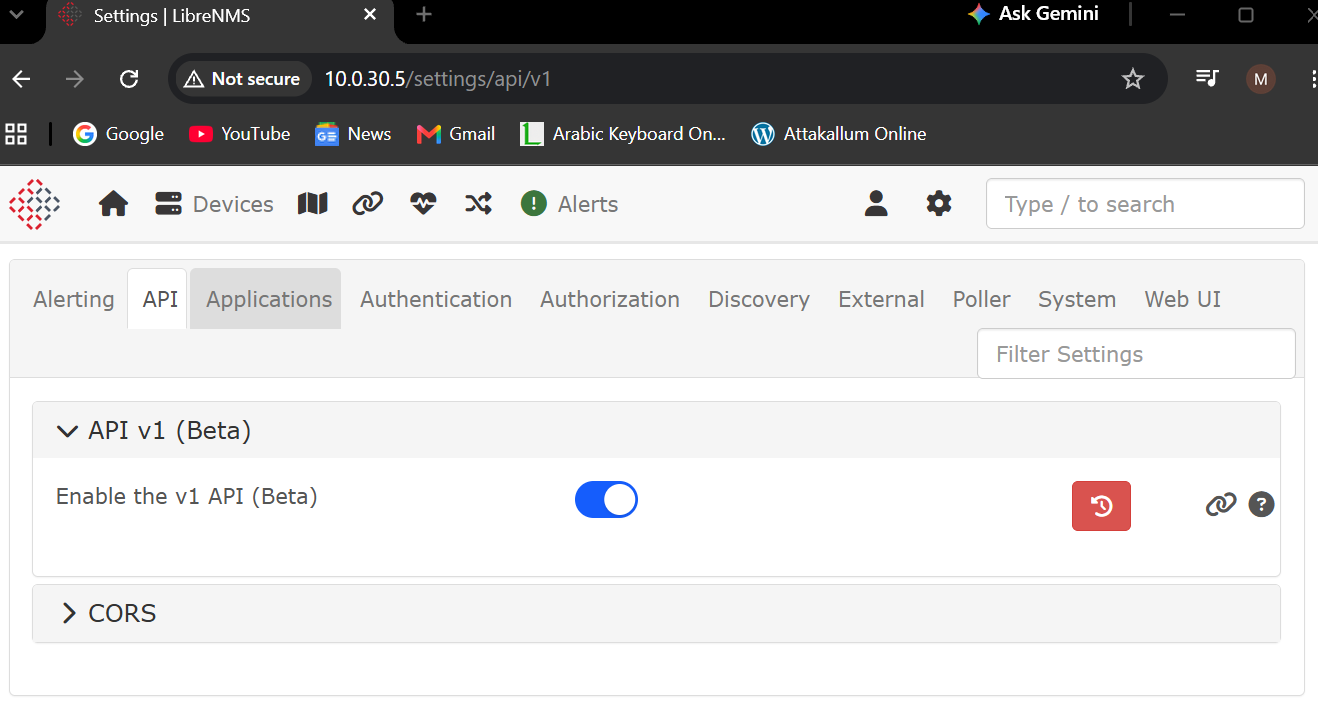 Settings | LibreNMS
Ask Gemini
Not secure 10.0.30.5/settings/api/v1
M
Google YouTube News Gmail Arabic Keyboard On... Attakallum Online
Devices Alerts Type / to search
Alerting API Applications Authentication Authorization Discovery External Poller System Web UI
Filter Settings
API v1 (Beta)
Enable the v1 API (Beta)
CORS